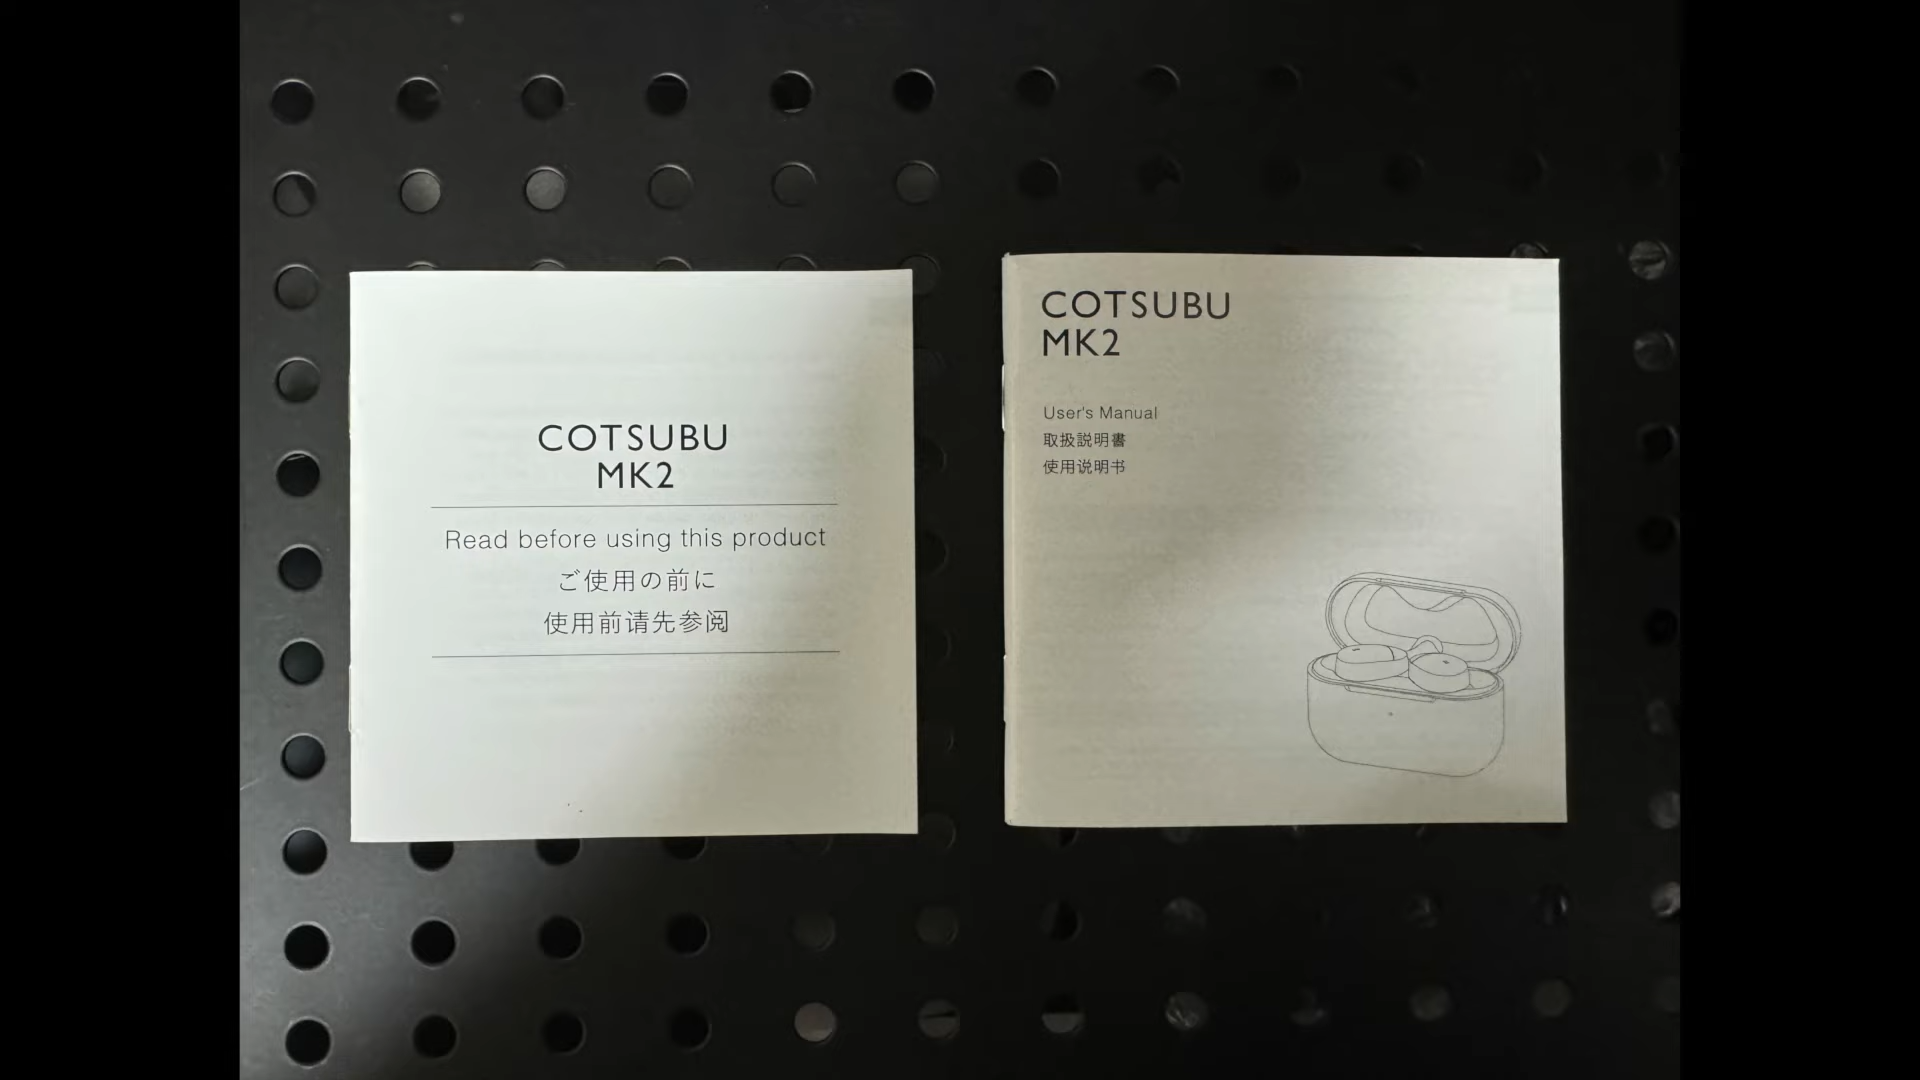 COTSUBU
MK2
Read before using this product
ご使用の前に
使用前请先参阅
COTSUBU
MK2
User's Manual
取扱説明書
使用说明书